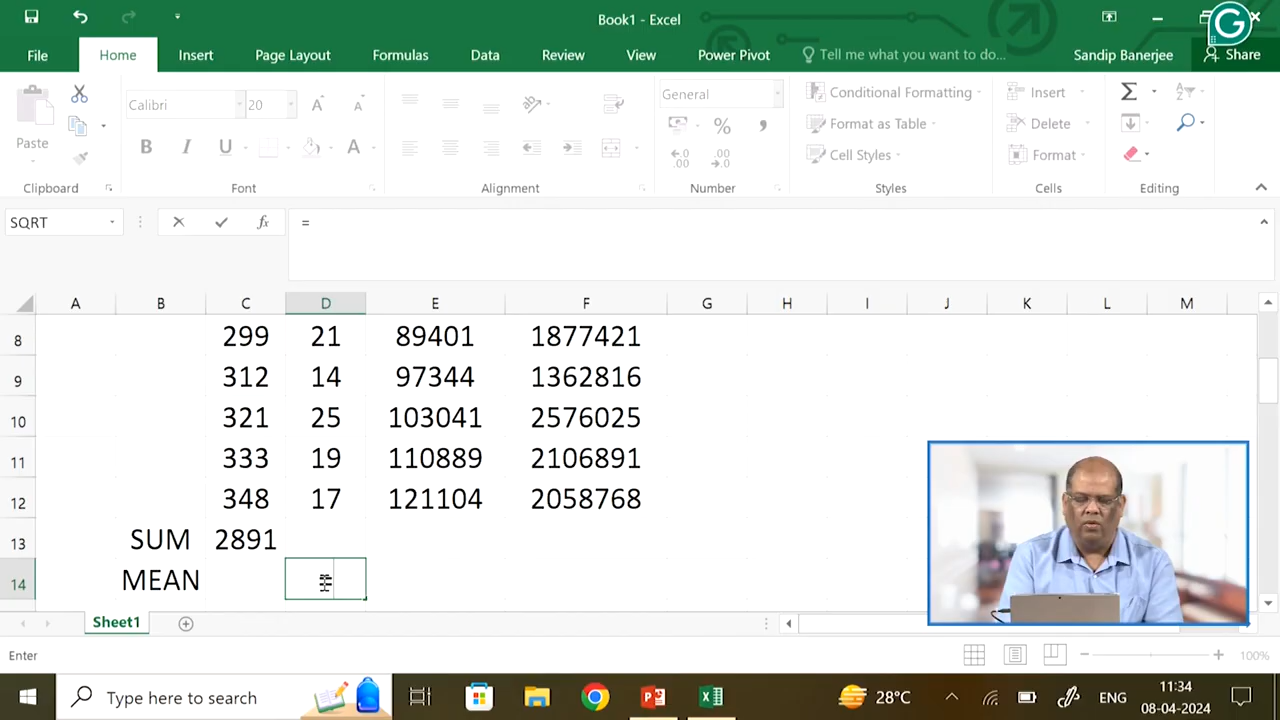 Book1 - Excel
File Home Insert Page Layout Formulas Data Review View Power Pivot Tell me what you want to do... Sandip Banerjee Share
Paste
Clipboard
Calibri 20
B I U A
Font
Alignment
General
% ,
Number
Conditional Formatting
Format as Table
Cell Styles
Styles
Insert
Delete
Format
Cells
Σ
Editing
SQRT fx =
A B C D E F G H I J K L M
8 299 21 89401 1877421
9 312 14 97344 1362816
10 321 25 103041 2576025
11 333 19 110889 2106891
12 348 17 121104 2058768
13 SUM 2891
14 MEAN =
Sheet1
Enter 100%
Type here to search 28°C ENG 11:34
08-04-2024